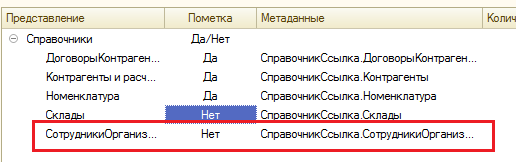 Представление Пометка Метаданные Колич
Справочники Да/Нет
ДоговорыКонтраген... Да СправочникСсылка.ДоговорыКонтраген...
Контрагенты и расч... Да СправочникСсылка.Контрагенты
Номенклатура Да СправочникСсылка.Номенклатура
Склады Нет СправочникСсылка.Склады
СотрудникиОрганиз... Нет СправочникСсылка.СотрудникиОрганиз...